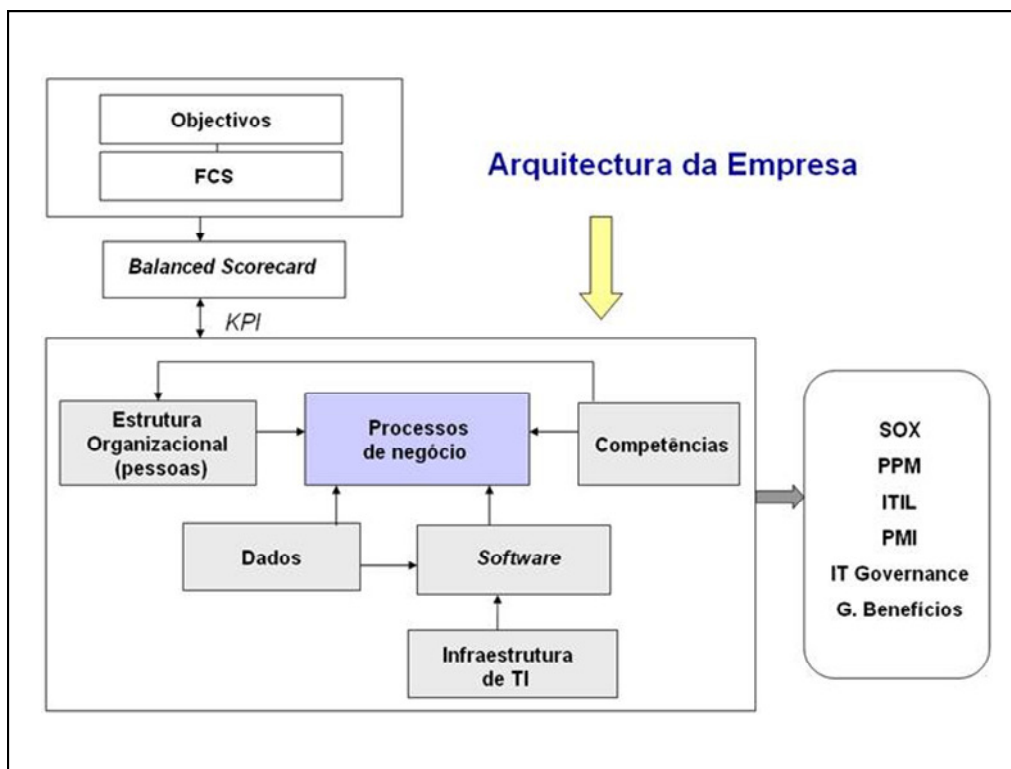 Objectivos
FCS
Arquitectura da Empresa
Balanced Scorecard
KPI
Estrutura
Organizacional
(pessoas)
Processos
de negócio
Competências
Dados
Software
Infraestrutura
de TI
SOX
PPM
ITIL
PMI
IT Governance
G. Benefícios